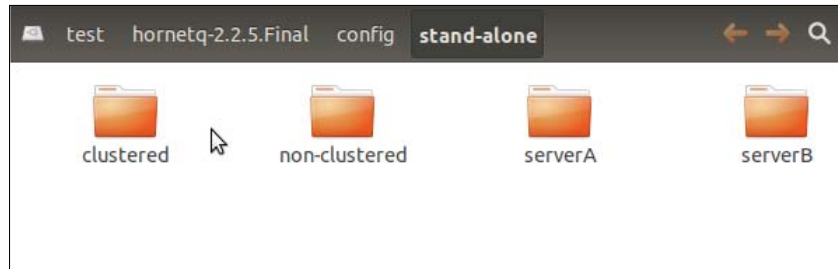 test hornetq-2.2.5.Final config stand-alone
clustered non-clustered serverA serverB